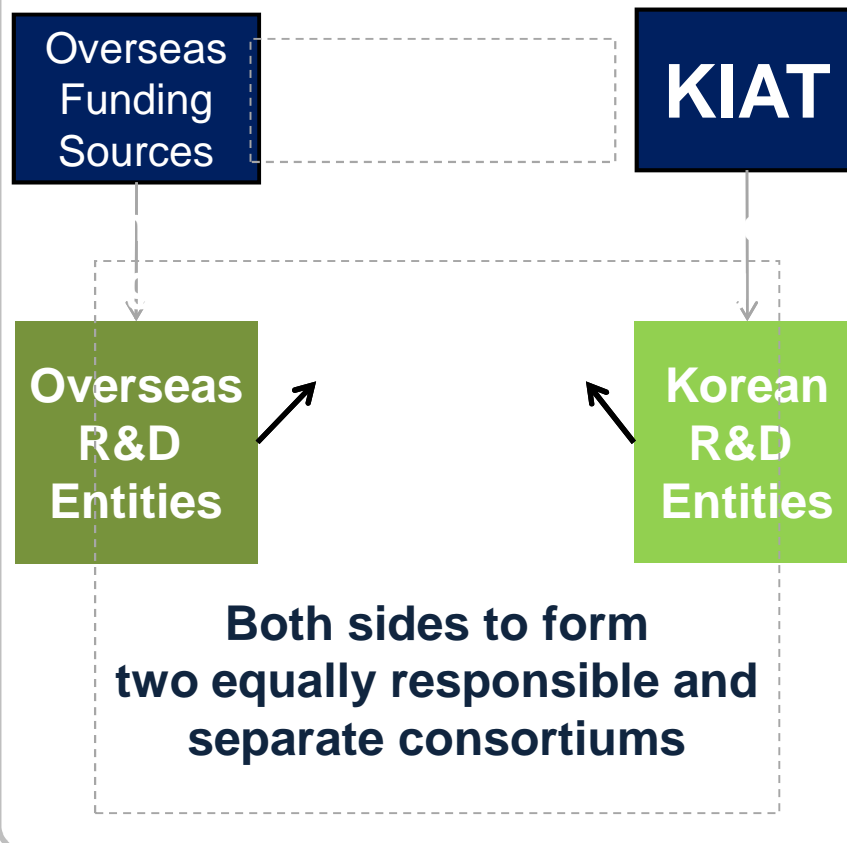 Overseas
Funding
Sources
KIAT
Overseas
R&D
Entities
Korean
R&D
Entities
Both sides to form
two equally responsible and
separate consortiums